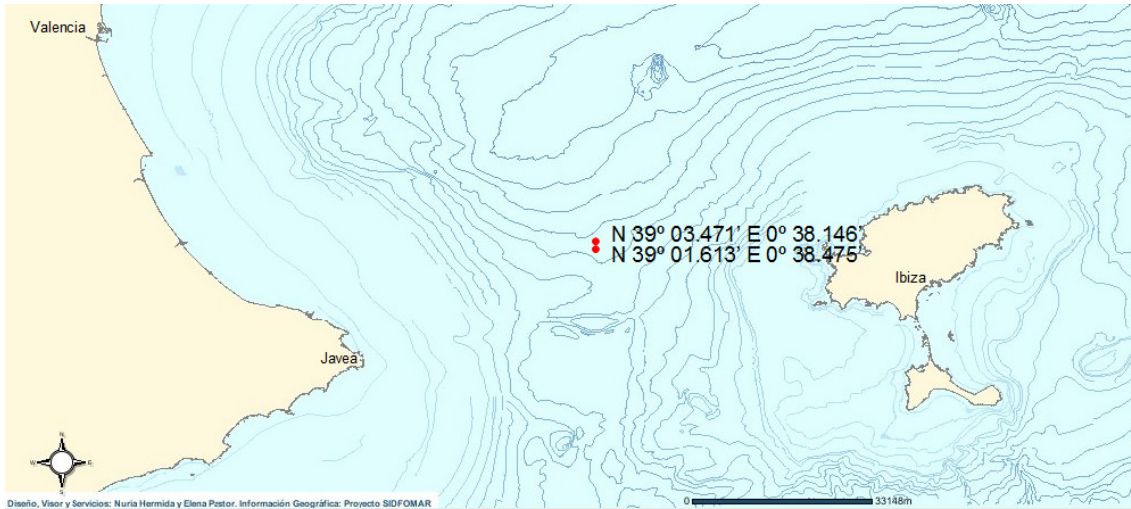 Valencia
N 39º 03.471' E 0º 38.146'
N 39º 01.613' E 0º 38.475'
Ibiza
Javea
N
W
E
S
0
33148m
Diseño, Visor y Servicios: Nuria Hermida y Elena Pastor. Información Geográfica: Proyecto SIDFOMAR